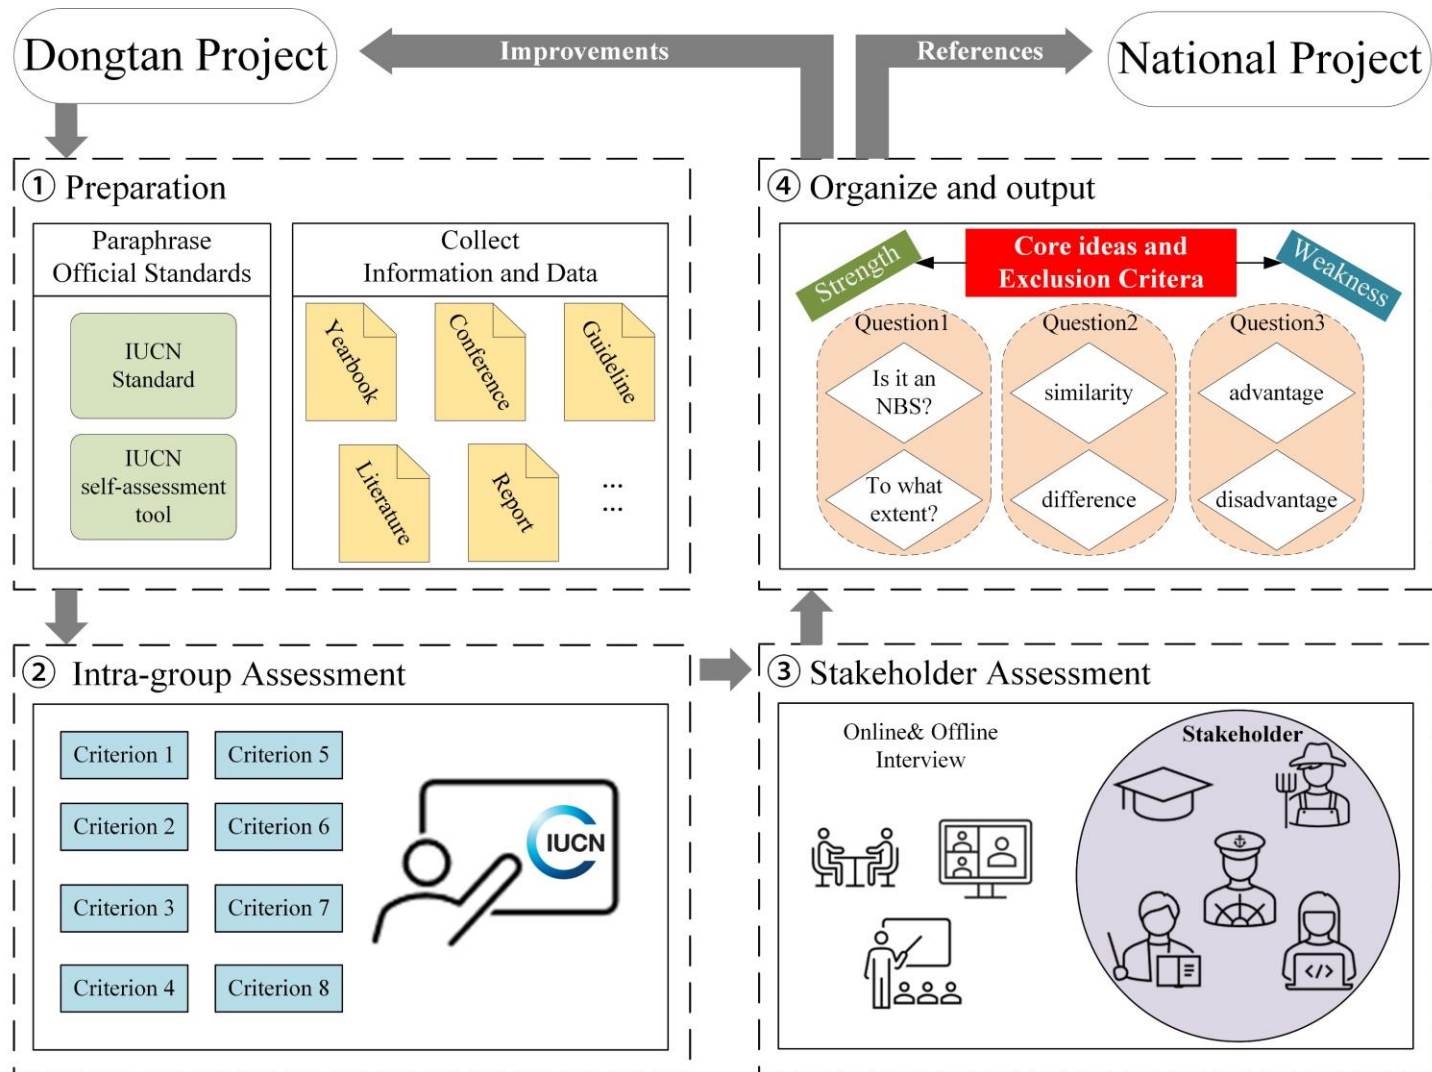 Dongtan Project
Improvements
References
National Project
① Preparation
Paraphrase
Official Standards
IUCN
Standard
IUCN
self-assessment
tool
Collect
Information and Data
Yearbook
Conference
Guideline
Literature
Report
...
...
② Intra-group Assessment
Criterion 1
Criterion 5
Criterion 2
Criterion 6
Criterion 3
Criterion 7
Criterion 4
Criterion 8
IUCN
③ Stakeholder Assessment
Online& Offline
Interview
Stakeholder
</>
④ Organize and output
Strength
Core ideas and
Exclusion Critera
Weakness
Question1
Is it an
NBS?
To what
extent?
Question2
similarity
difference
Question3
advantage
disadvantage